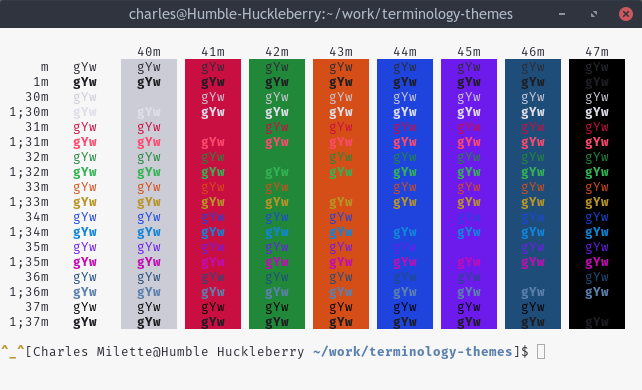 charles@Humble-Huckleberry:~/work/terminology-themes
40m 41m 42m 43m 44m 45m 46m 47m
m gYw gYw gYw gYw gYw gYw gYw gYw gYw
1m gYw gYw gYw gYw gYw gYw gYw gYw gYw
30m gYw gYw gYw gYw gYw gYw gYw gYw
1;30m gYw gYw gYw gYw gYw gYw gYw gYw gYw
31m gYw gYw gYw gYw gYw gYw gYw gYw
1;31m gYw gYw gYw gYw gYw gYw gYw gYw gYw
32m gYw gYw gYw gYw gYw gYw gYw gYw
1;32m gYw gYw gYw gYw gYw gYw gYw gYw gYw
33m gYw gYw gYw gYw gYw gYw gYw gYw
1;33m gYw gYw gYw gYw gYw gYw gYw gYw gYw
34m gYw gYw gYw gYw gYw gYw gYw gYw
1;34m gYw gYw gYw gYw gYw gYw gYw gYw gYw
35m gYw gYw gYw gYw gYw gYw gYw gYw
1;35m gYw gYw gYw gYw gYw gYw gYw gYw gYw
36m gYw gYw gYw gYw gYw gYw gYw gYw
1;36m gYw gYw gYw gYw gYw gYw gYw gYw gYw
37m gYw gYw gYw gYw gYw gYw gYw gYw
1;37m gYw gYw gYw gYw gYw gYw gYw gYw gYw
^_^[Charles Milette@Humble Huckleberry ~/work/terminology-themes]$